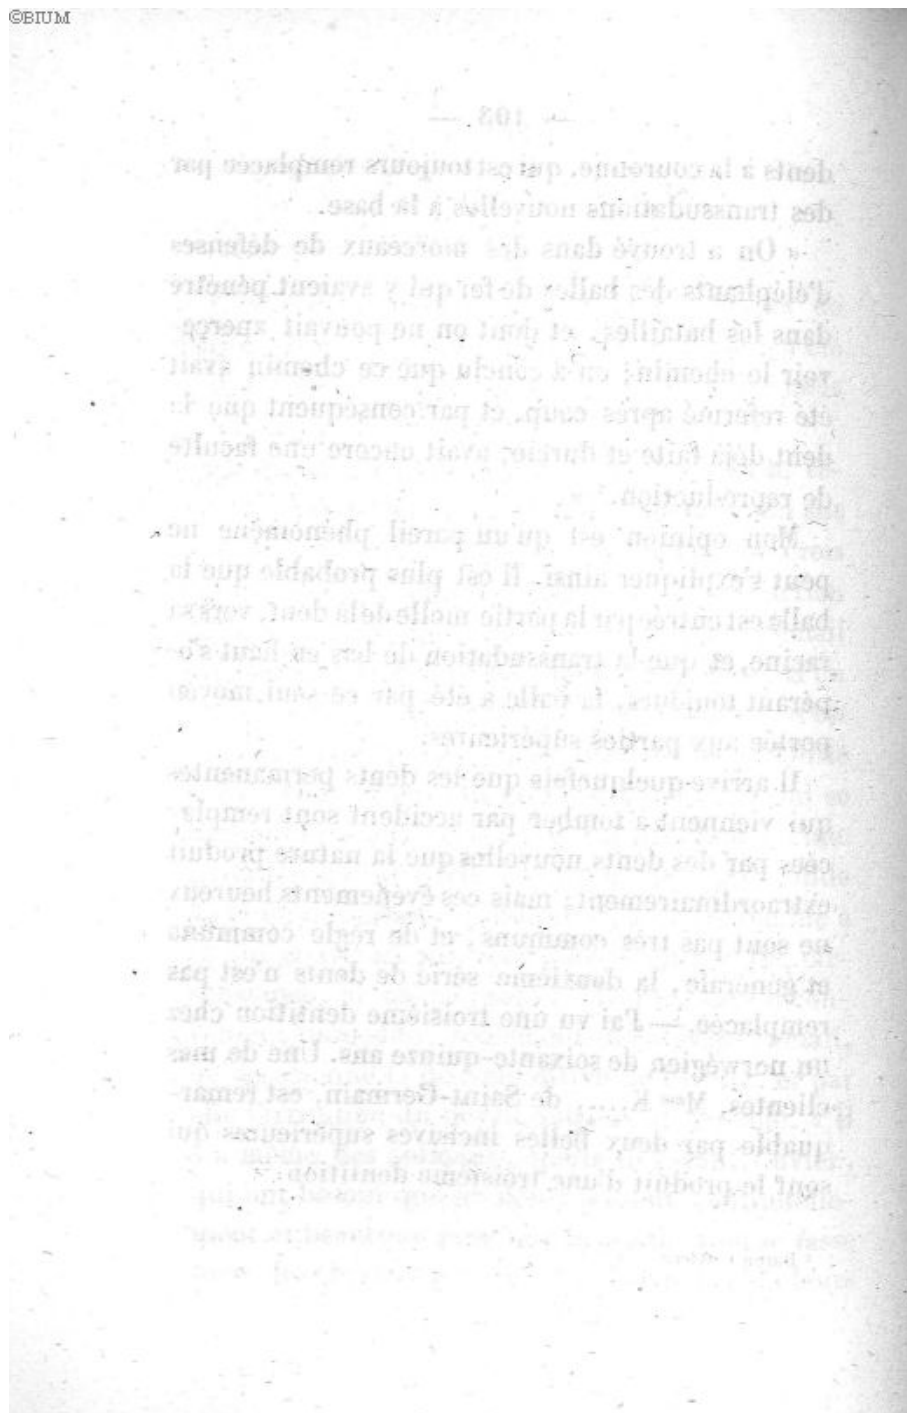 ©BIUM
— 103 —
dents à la couronne, qui est toujours remplacée par
des transsudations nouvelles à la base.
« On a trouvé dans des morceaux de défenses
d'éléphants des balles de fer qui y avaient pénétré
dans les batailles, et dont on ne pouvait aperce-
voir le chemin; on a conclu que ce chemin avait
été refermé après coup, et par conséquent que la
dent déjà faite et durcie, avait encore une faculté
de reproduction. »
Mon opinion est qu'un pareil phénomène ne
peut s'expliquer ainsi. Il est plus probable que la
balle est entrée par la partie molle de la dent, vers sa
racine, et que la transsudation de bas en haut s'o-
pérant toujours, la balle a été par ce seul moyen
portée aux parties supérieures.
Il arrive quelquefois que les dents permanentes
qui viennent à tomber par accident sont rempla-
cées par des dents nouvelles que la nature produit
extraordinairement; mais ces événements heureux
ne sont pas très communs, et de règle commune
et générale, la deuxième série de dents n'est pas
remplacée. — J'ai vu une troisième dentition chez
un norwégien de soixante-quinze ans. Une de mes
clientes, Mme K...., de Saint-Germain, est remar-
quable par deux belles incisives supérieures qui
sont le produit d'une troisième dentition.